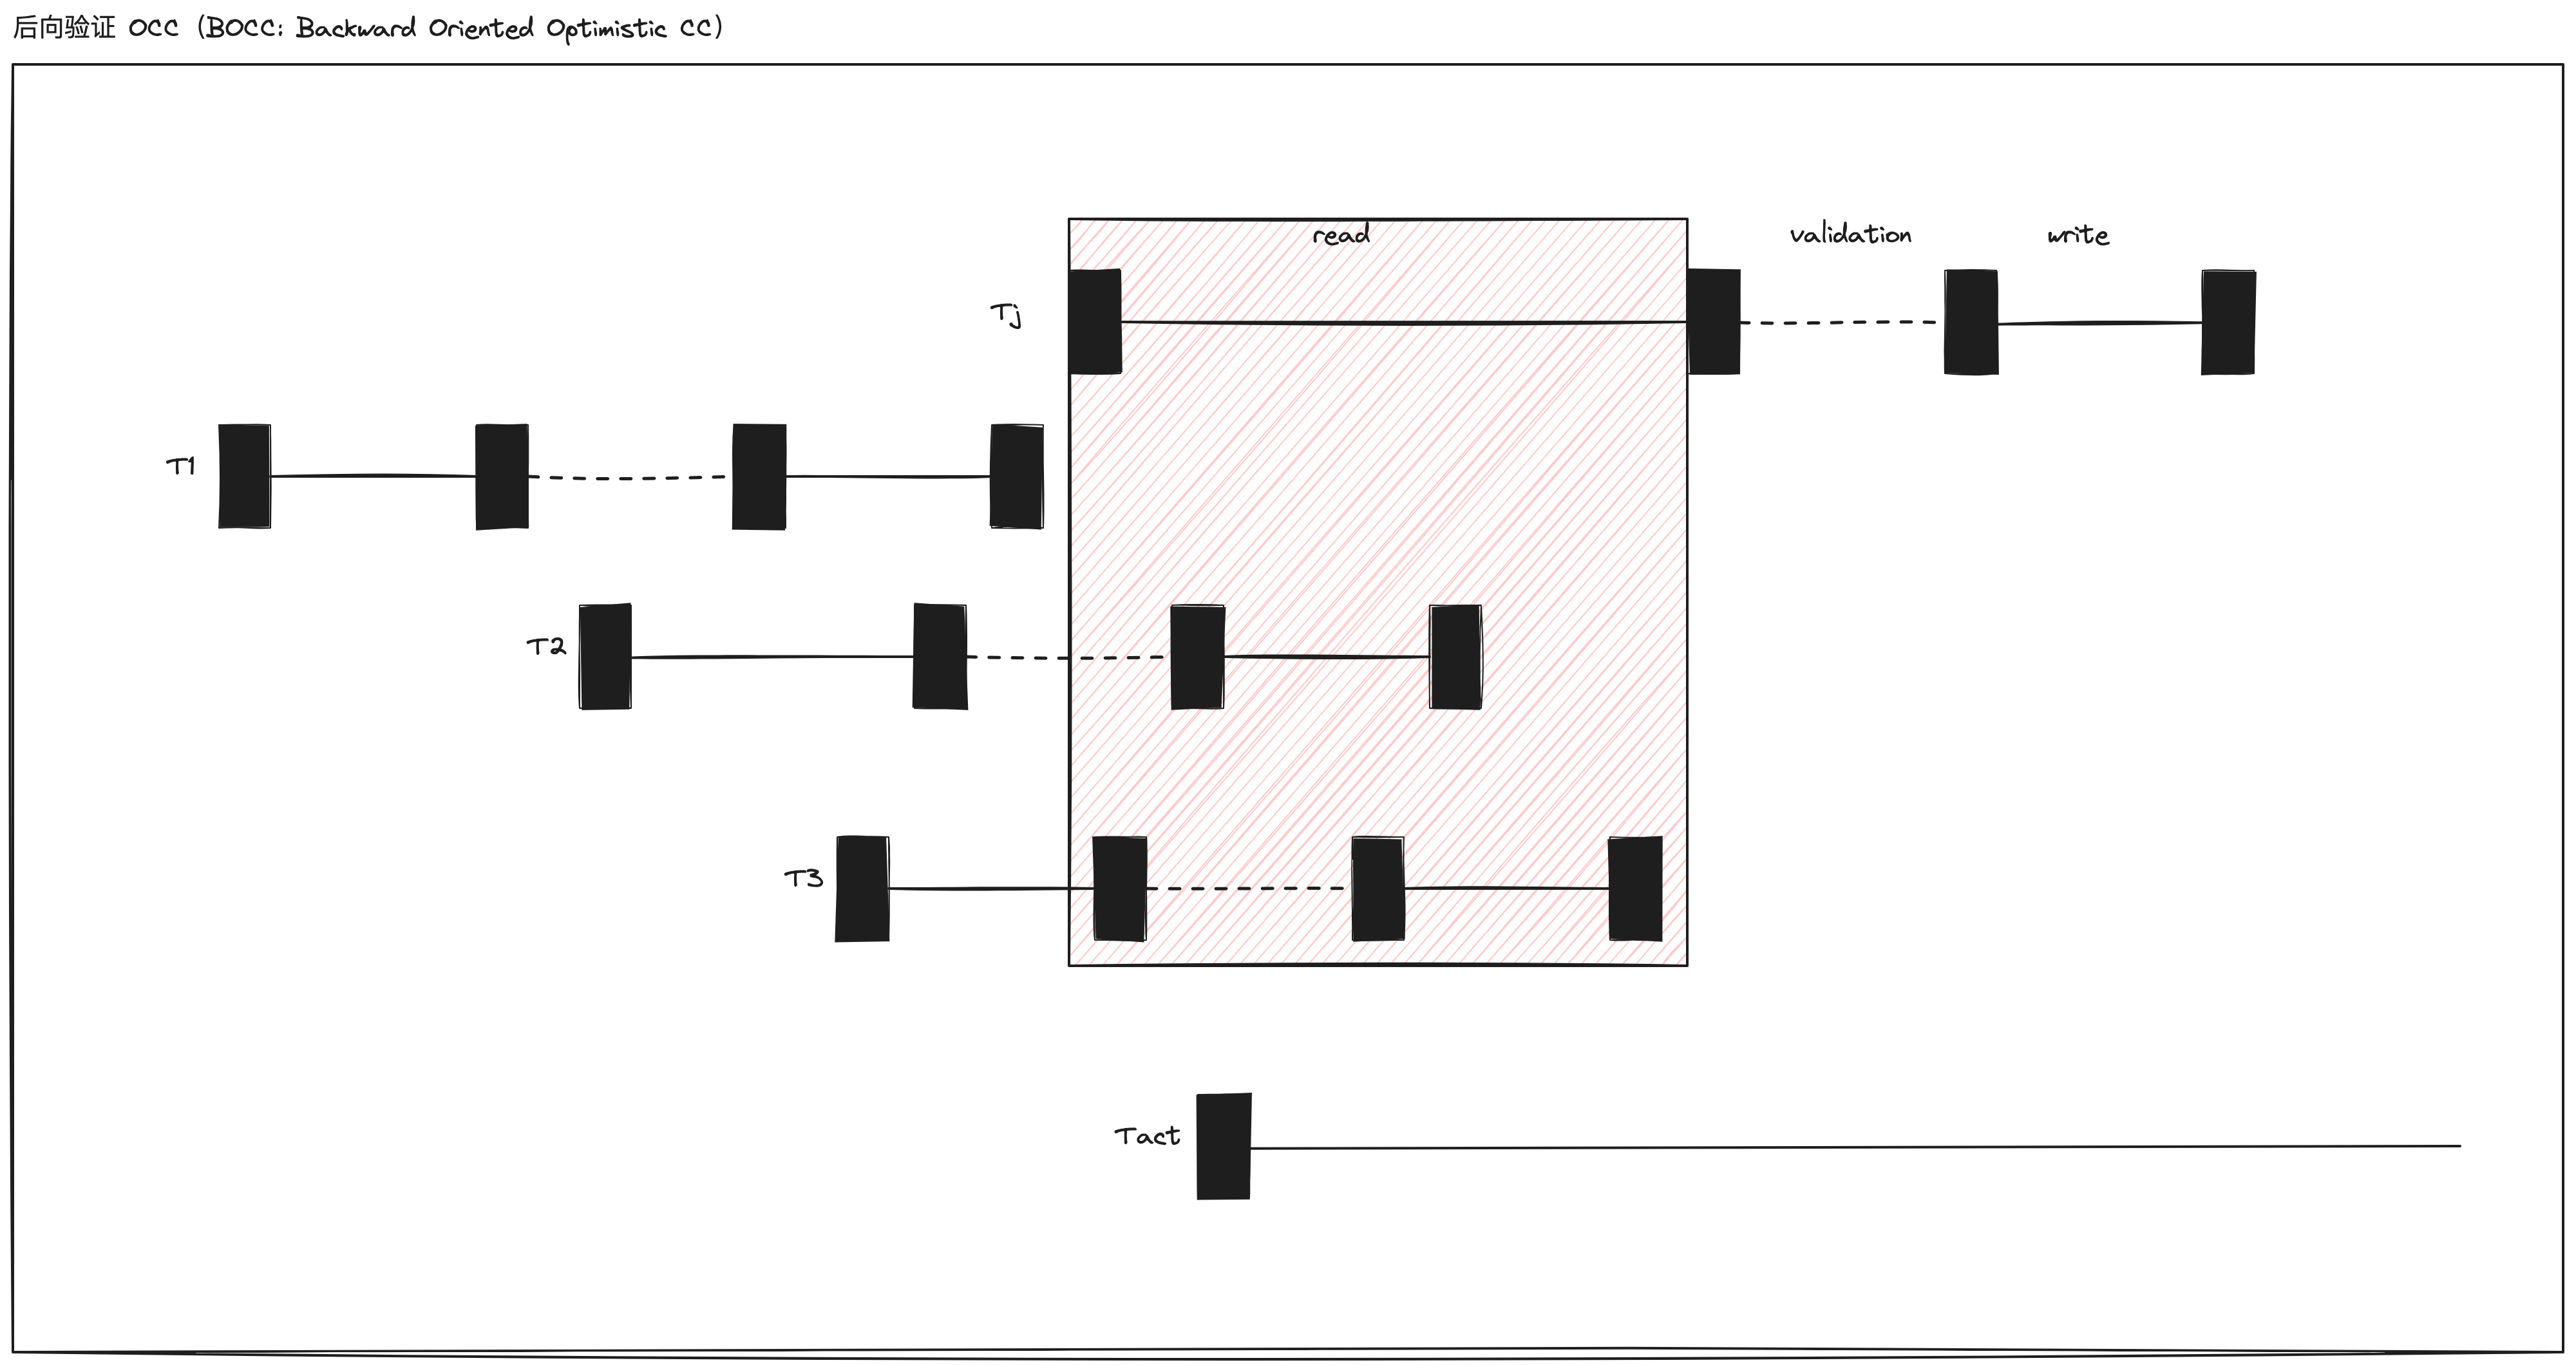 后向验证 OCC (BOCC: Backward Oriented Optimistic CC)
read
validation
write
Tj
T1
T2
T3
Tact